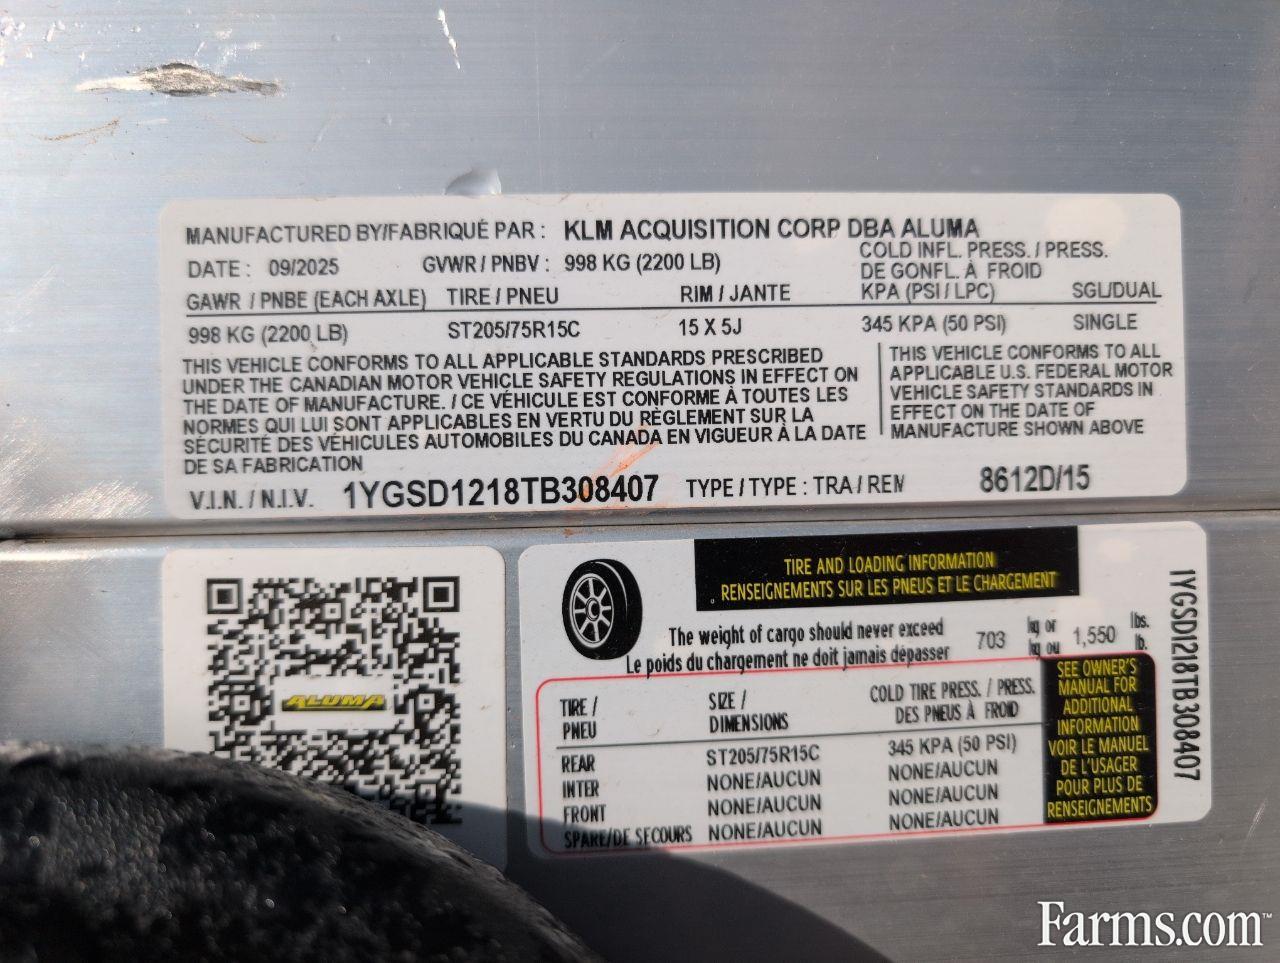 MANUFACTURED BY/FABRIQUÉ PAR : KLM ACQUISITION CORP DBA ALUMA
DATE : 09/2025 GVWR / PNBV : 998 KG (2200 LB)
COLD INFL. PRESS. / PRESS.
DE GONFL. À FROID
GAWR / PNBE (EACH AXLE) TIRE / PNEU RIM / JANTE KPA (PSI / LPC) SGL/DUAL
998 KG (2200 LB) ST205/75R15C 15 X 5J 345 KPA (50 PSI) SINGLE
THIS VEHICLE CONFORMS TO ALL APPLICABLE STANDARDS PRESCRIBED
UNDER THE CANADIAN MOTOR VEHICLE SAFETY REGULATIONS IN EFFECT ON
THE DATE OF MANUFACTURE. / CE VÉHICULE EST CONFORME À TOUTES LES
NORMES QUI LUI SONT APPLICABLES EN VERTU DU RÈGLEMENT SUR LA
SÉCURITÉ DES VÉHICULES AUTOMOBILES DU CANADA EN VIGUEUR À LA DATE
DE SA FABRICATION
THIS VEHICLE CONFORMS TO ALL
APPLICABLE U.S. FEDERAL MOTOR
VEHICLE SAFETY STANDARDS IN
EFFECT ON THE DATE OF
MANUFACTURE SHOWN ABOVE
V.I.N. / N.I.V. 1YGSD1218TB308407 TYPE / TYPE : TRA / REM 8612D/15
ALUMA
TIRE AND LOADING INFORMATION
RENSEIGNEMENTS SUR LES PNEUS ET LE CHARGEMENT
The weight of cargo should never exceed 703 kg or 1,550 lbs.
Le poids du chargement ne doit jamais dépasser kg ou lb.
TIRE / SIZE / COLD TIRE PRESS. / PRESS.
PNEU DIMENSIONS DES PNEUS À FROID
REAR ST205/75R15C 345 KPA (50 PSI)
INTER NONE/AUCUN NONE/AUCUN
FRONT NONE/AUCUN NONE/AUCUN
SPARE/DE SECOURS NONE/AUCUN NONE/AUCUN
SEE OWNER'S
MANUAL FOR
ADDITIONAL
INFORMATION
VOIR LE MANUEL
DE L'USAGER
POUR PLUS DE
RENSEIGNEMENTS
1YGSD1218TB308407
Farms.com™